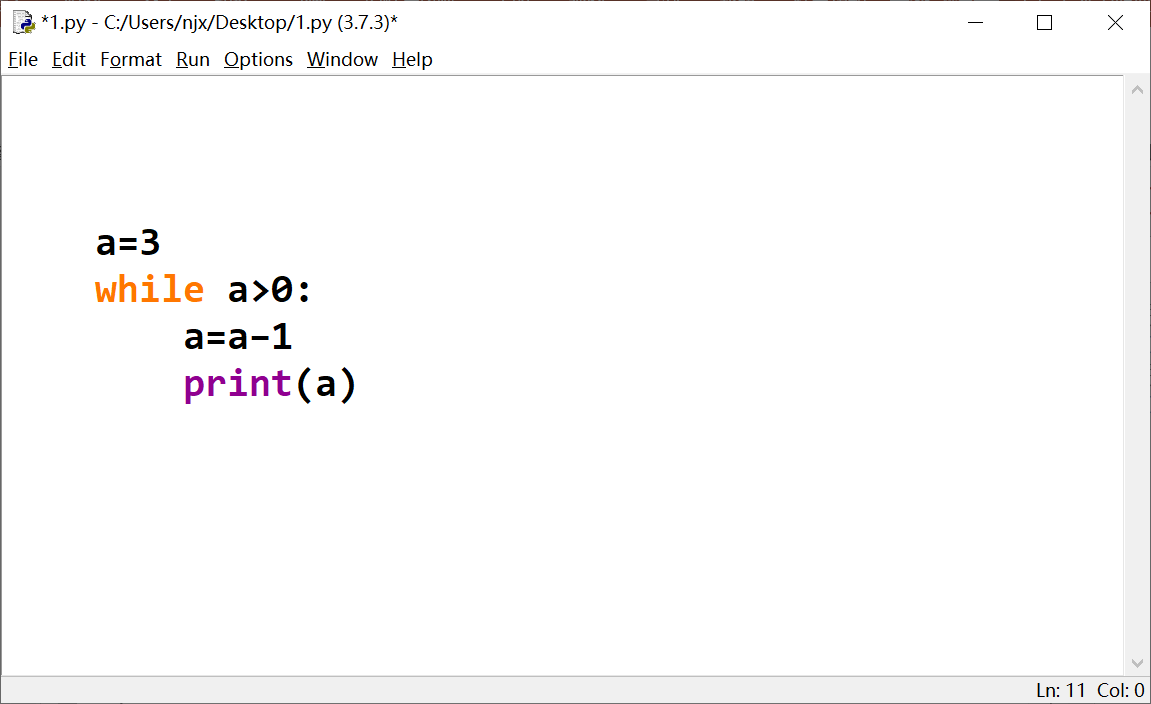 *1.py - C:/Users/njx/Desktop/1.py (3.7.3)*
File Edit Format Run Options Window Help
a=3
while a>0:
    a=a-1
    print(a)
Ln: 11 Col: 0